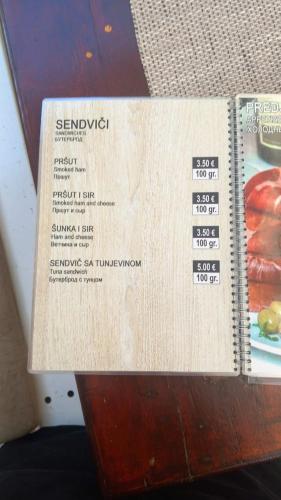 SENDVIČI
SANDWICHES
БУТЕРБРОД
PRŠUT
Smoked ham
Пршут
3.50 €
100 gr.
PRŠUT I SIR
Smoked ham and cheese
Пршут и сыр
3.50 €
100 gr.
ŠUNKA I SIR
Ham and cheese
Ветчина и сыр
3.50 €
100 gr.
SENDVIČ SA TUNJEVINOM
Tuna sandwich
Бутерброд с тунцом
5.00 €
100 gr.